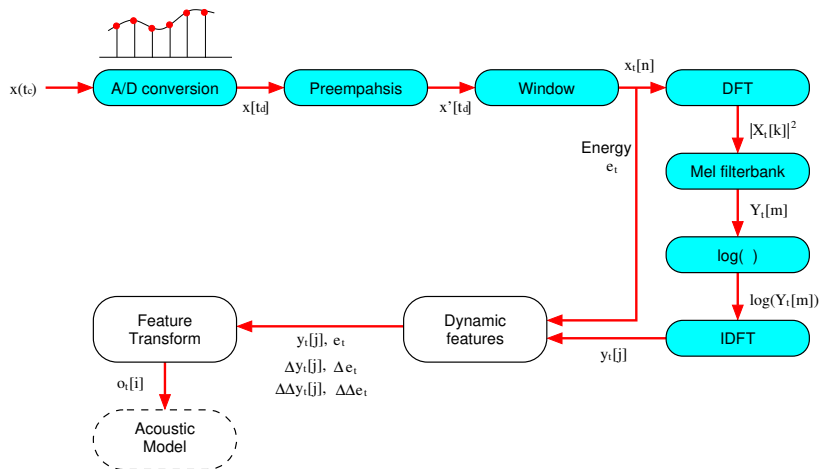 x(tc)
A/D conversion
x[td]
Preempahsis
x'[td]
Window
xt[n]
DFT
|Xt[k]|²
Energy
et
Mel filterbank
Yt[m]
log( )
log(Yt[m])
IDFT
yt[j]
Dynamic
features
yt[j], et
Δyt[j], Δet
ΔΔyt[j], ΔΔet
Feature
Transform
ot[i]
Acoustic
Model